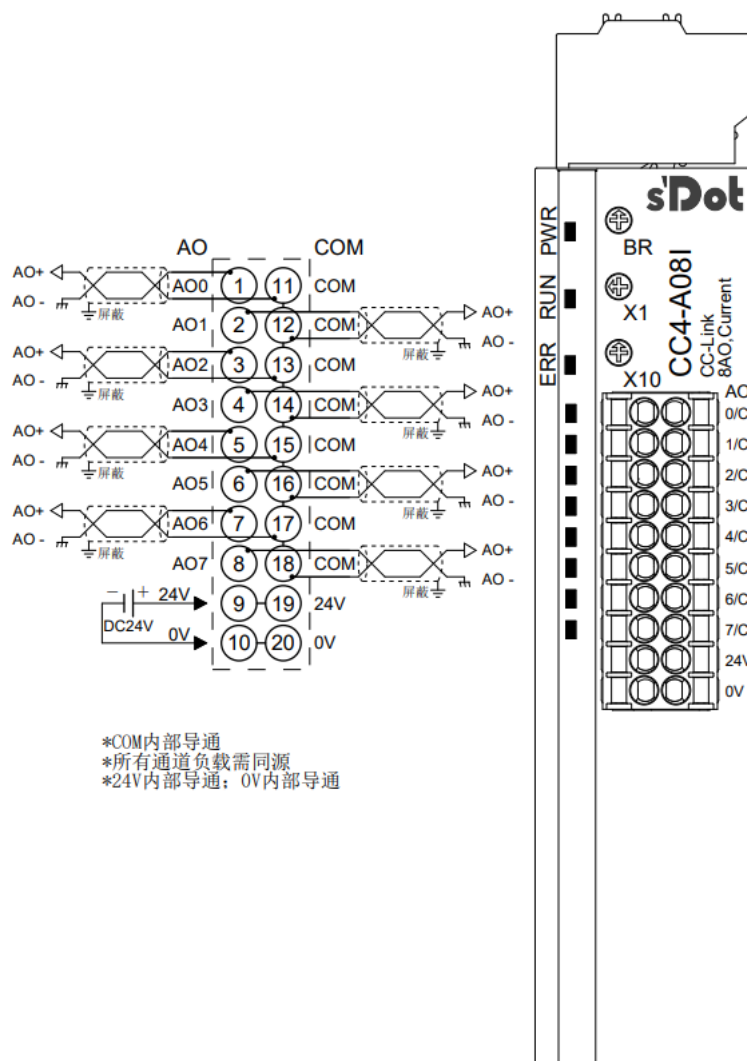 AO COM
AO+ AO0 1 11 COM
AO- 屏蔽
AO1 2 12 COM AO+
屏蔽 AO -
AO+ AO2 3 13 COM
AO - 屏蔽
AO3 4 14 COM AO+
屏蔽 AO -
AO+ AO4 5 15 COM
AO - 屏蔽
AO5 6 16 COM AO+
屏蔽 AO -
AO+ AO6 7 17 COM
AO - 屏蔽
AO7 8 18 COM AO+
屏蔽 AO -
− + 24V 9 19 24V
DC24V
0V 10 20 0V
*COM内部导通
*所有通道负载需同源
*24V内部导通；0V内部导通
s'Dot
PWR
RUN
ERR
BR
X1
X10
CC4-A08I
CC-Link
8AO,Current
AO
0/C
1/C
2/C
3/C
4/C
5/C
6/C
7/C
24V
0V